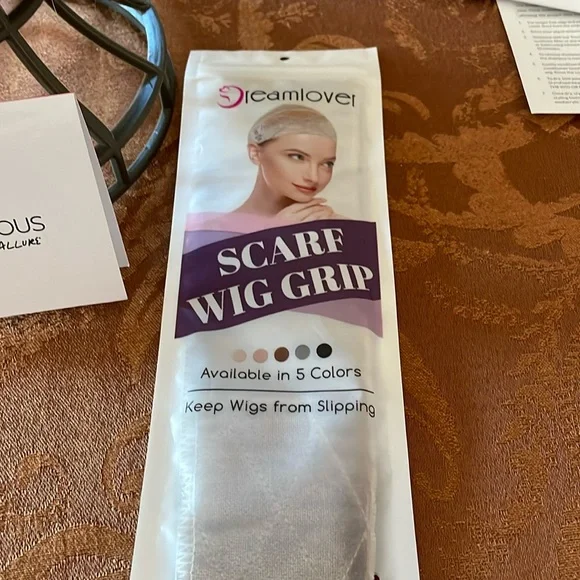 Dreamlover
SCARF
WIG GRIP
Available in 5 Colors
Keep Wigs from Slipping
OUS
ALLURE